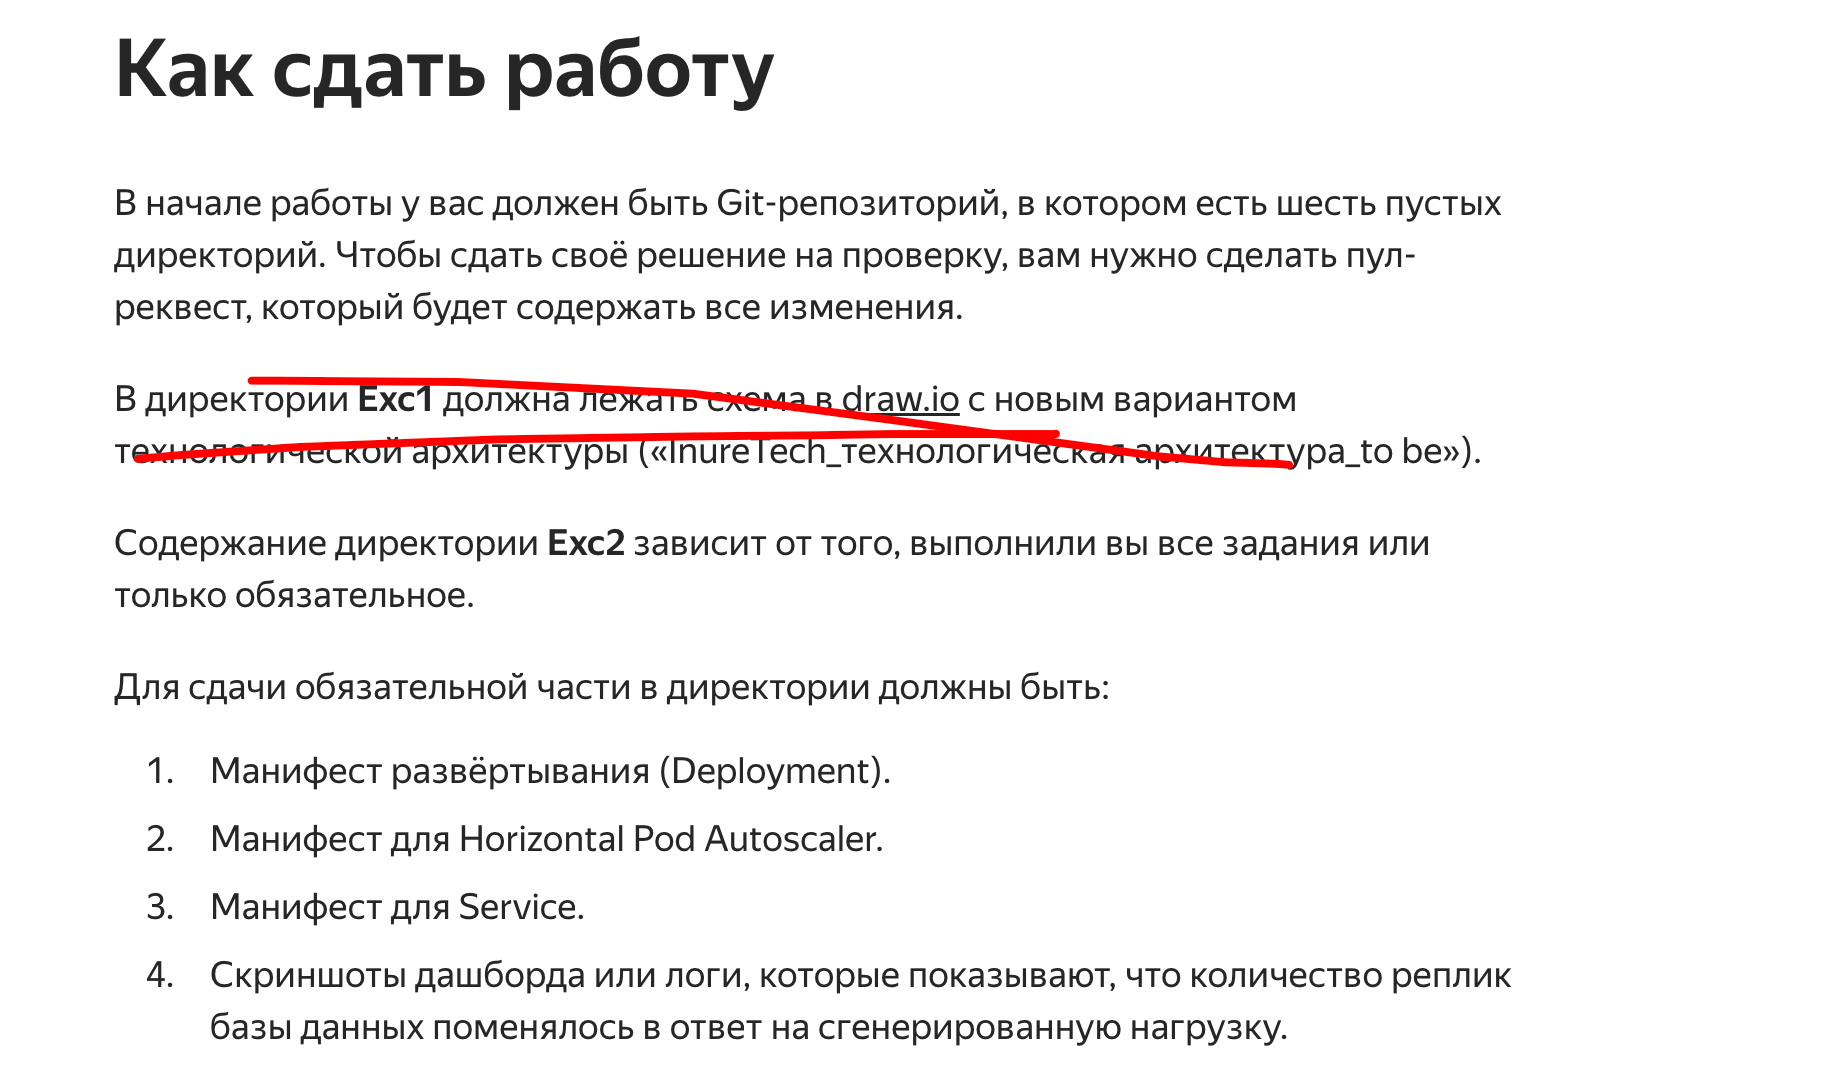 Как сдать работу
В начале работы у вас должен быть Git-репозиторий, в котором есть шесть пустых
директорий. Чтобы сдать своё решение на проверку, вам нужно сделать пул-
реквест, который будет содержать все изменения.
В директории Exc1 должна лежать схема в draw.io с новым вариантом
технологической архитектуры («InureTech_технологическая архитектура_to be»).
Содержание директории Exc2 зависит от того, выполнили вы все задания или
только обязательное.
Для сдачи обязательной части в директории должны быть:
1. Манифест развёртывания (Deployment).
2. Манифест для Horizontal Pod Autoscaler.
3. Манифест для Service.
4. Скриншоты дашборда или логи, которые показывают, что количество реплик
базы данных поменялось в ответ на сгенерированную нагрузку.